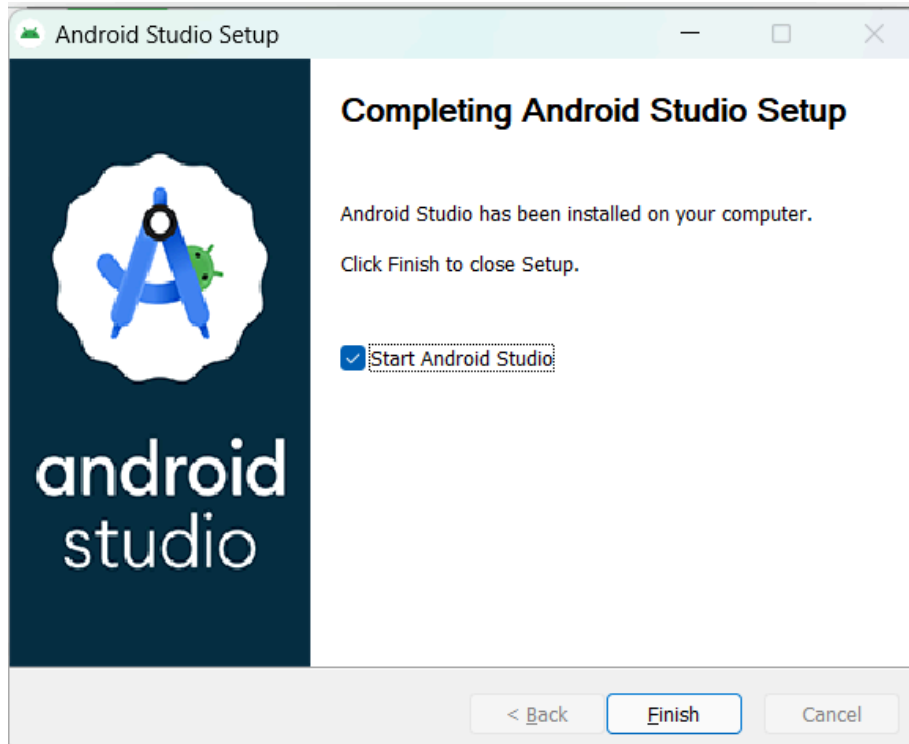 Android Studio Setup
Completing Android Studio Setup
Android Studio has been installed on your computer.
Click Finish to close Setup.
Start Android Studio
android
studio
< Back
Finish
Cancel